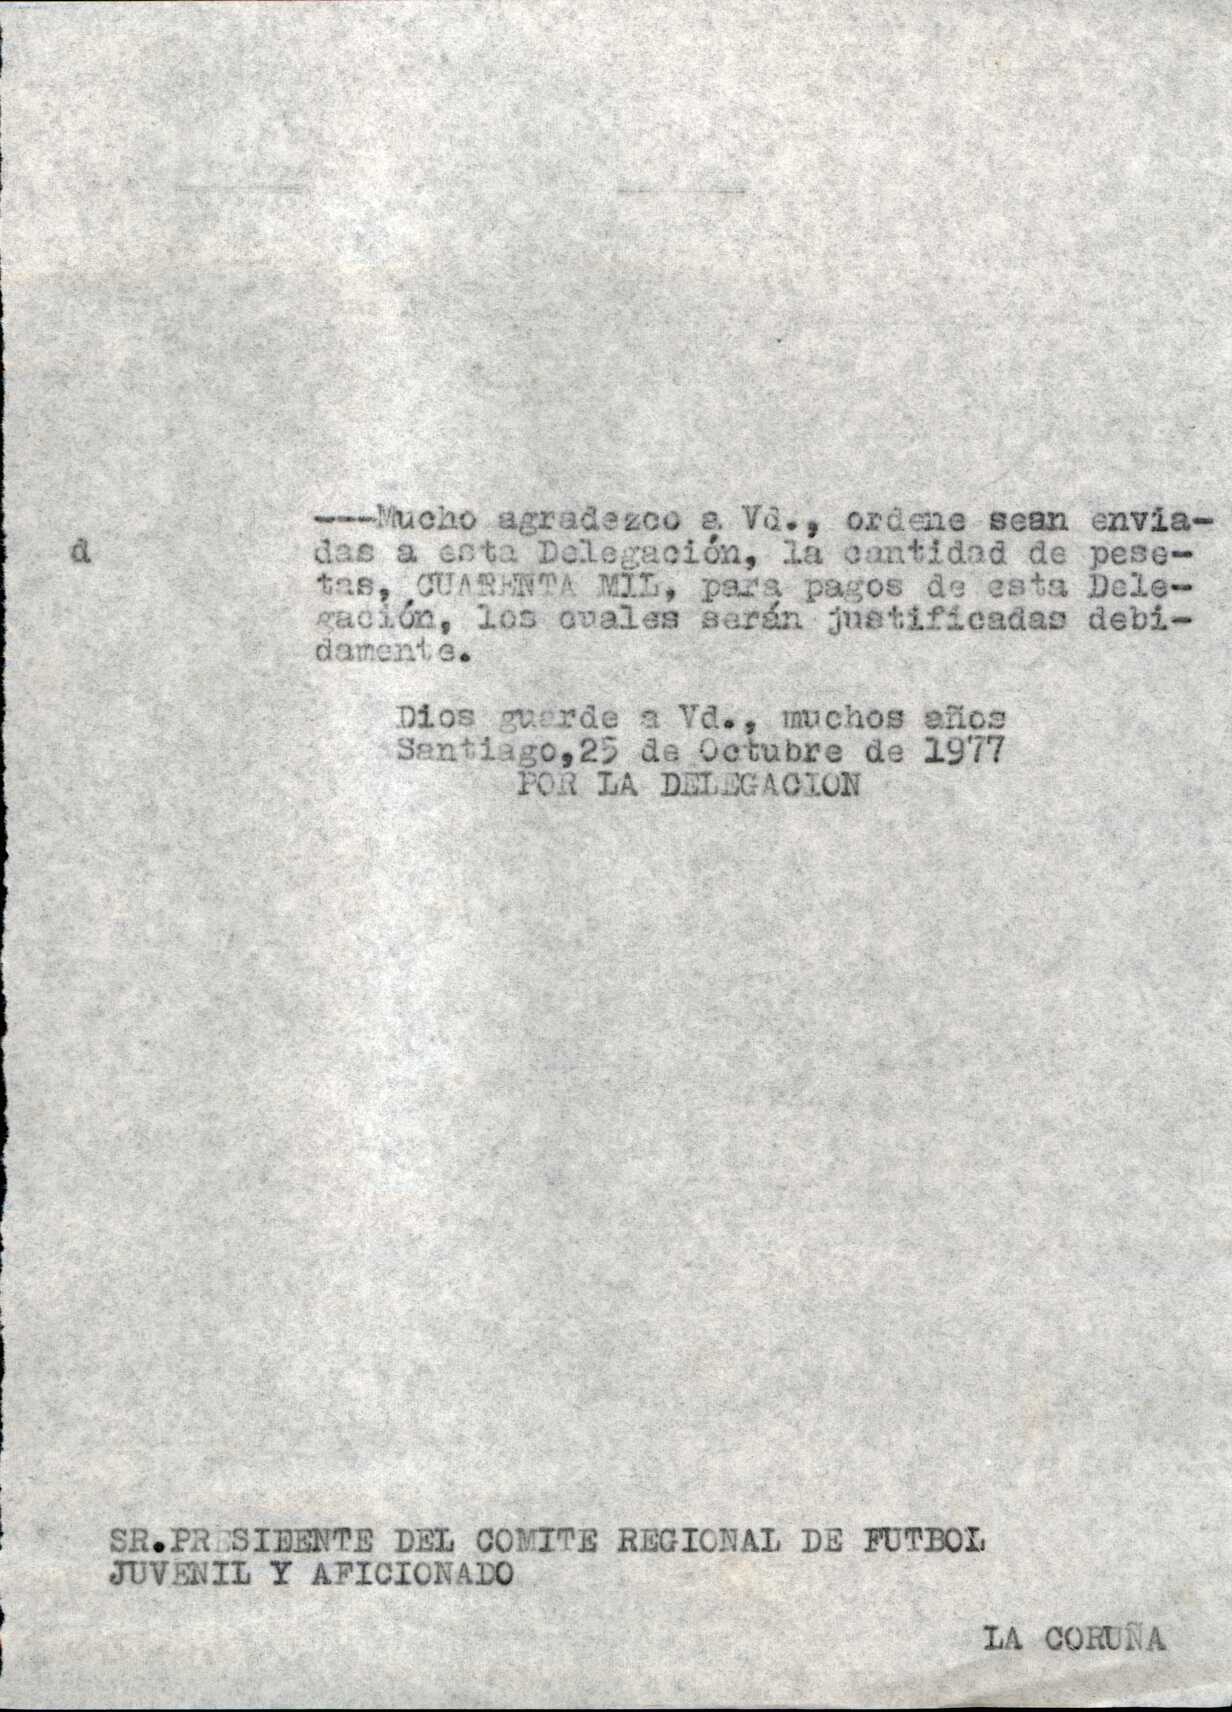 ---Mucho agradezco a Vd., ordene sean envia-
d
das a esta Delegación, la cantidad de pese-
tas, CUARENTA MIL, para pagos de esta Dele-
gación, los cuales serán justificadas debi-
damente.
Dios guarde a Vd., muchos años
Santiago,25 de Octubre de 1977
POR LA DELEGACION
SR.PRESIEENTE DEL COMITE REGIONAL DE FUTBOL
JUVENIL Y AFICIONADO
LA CORUÑA